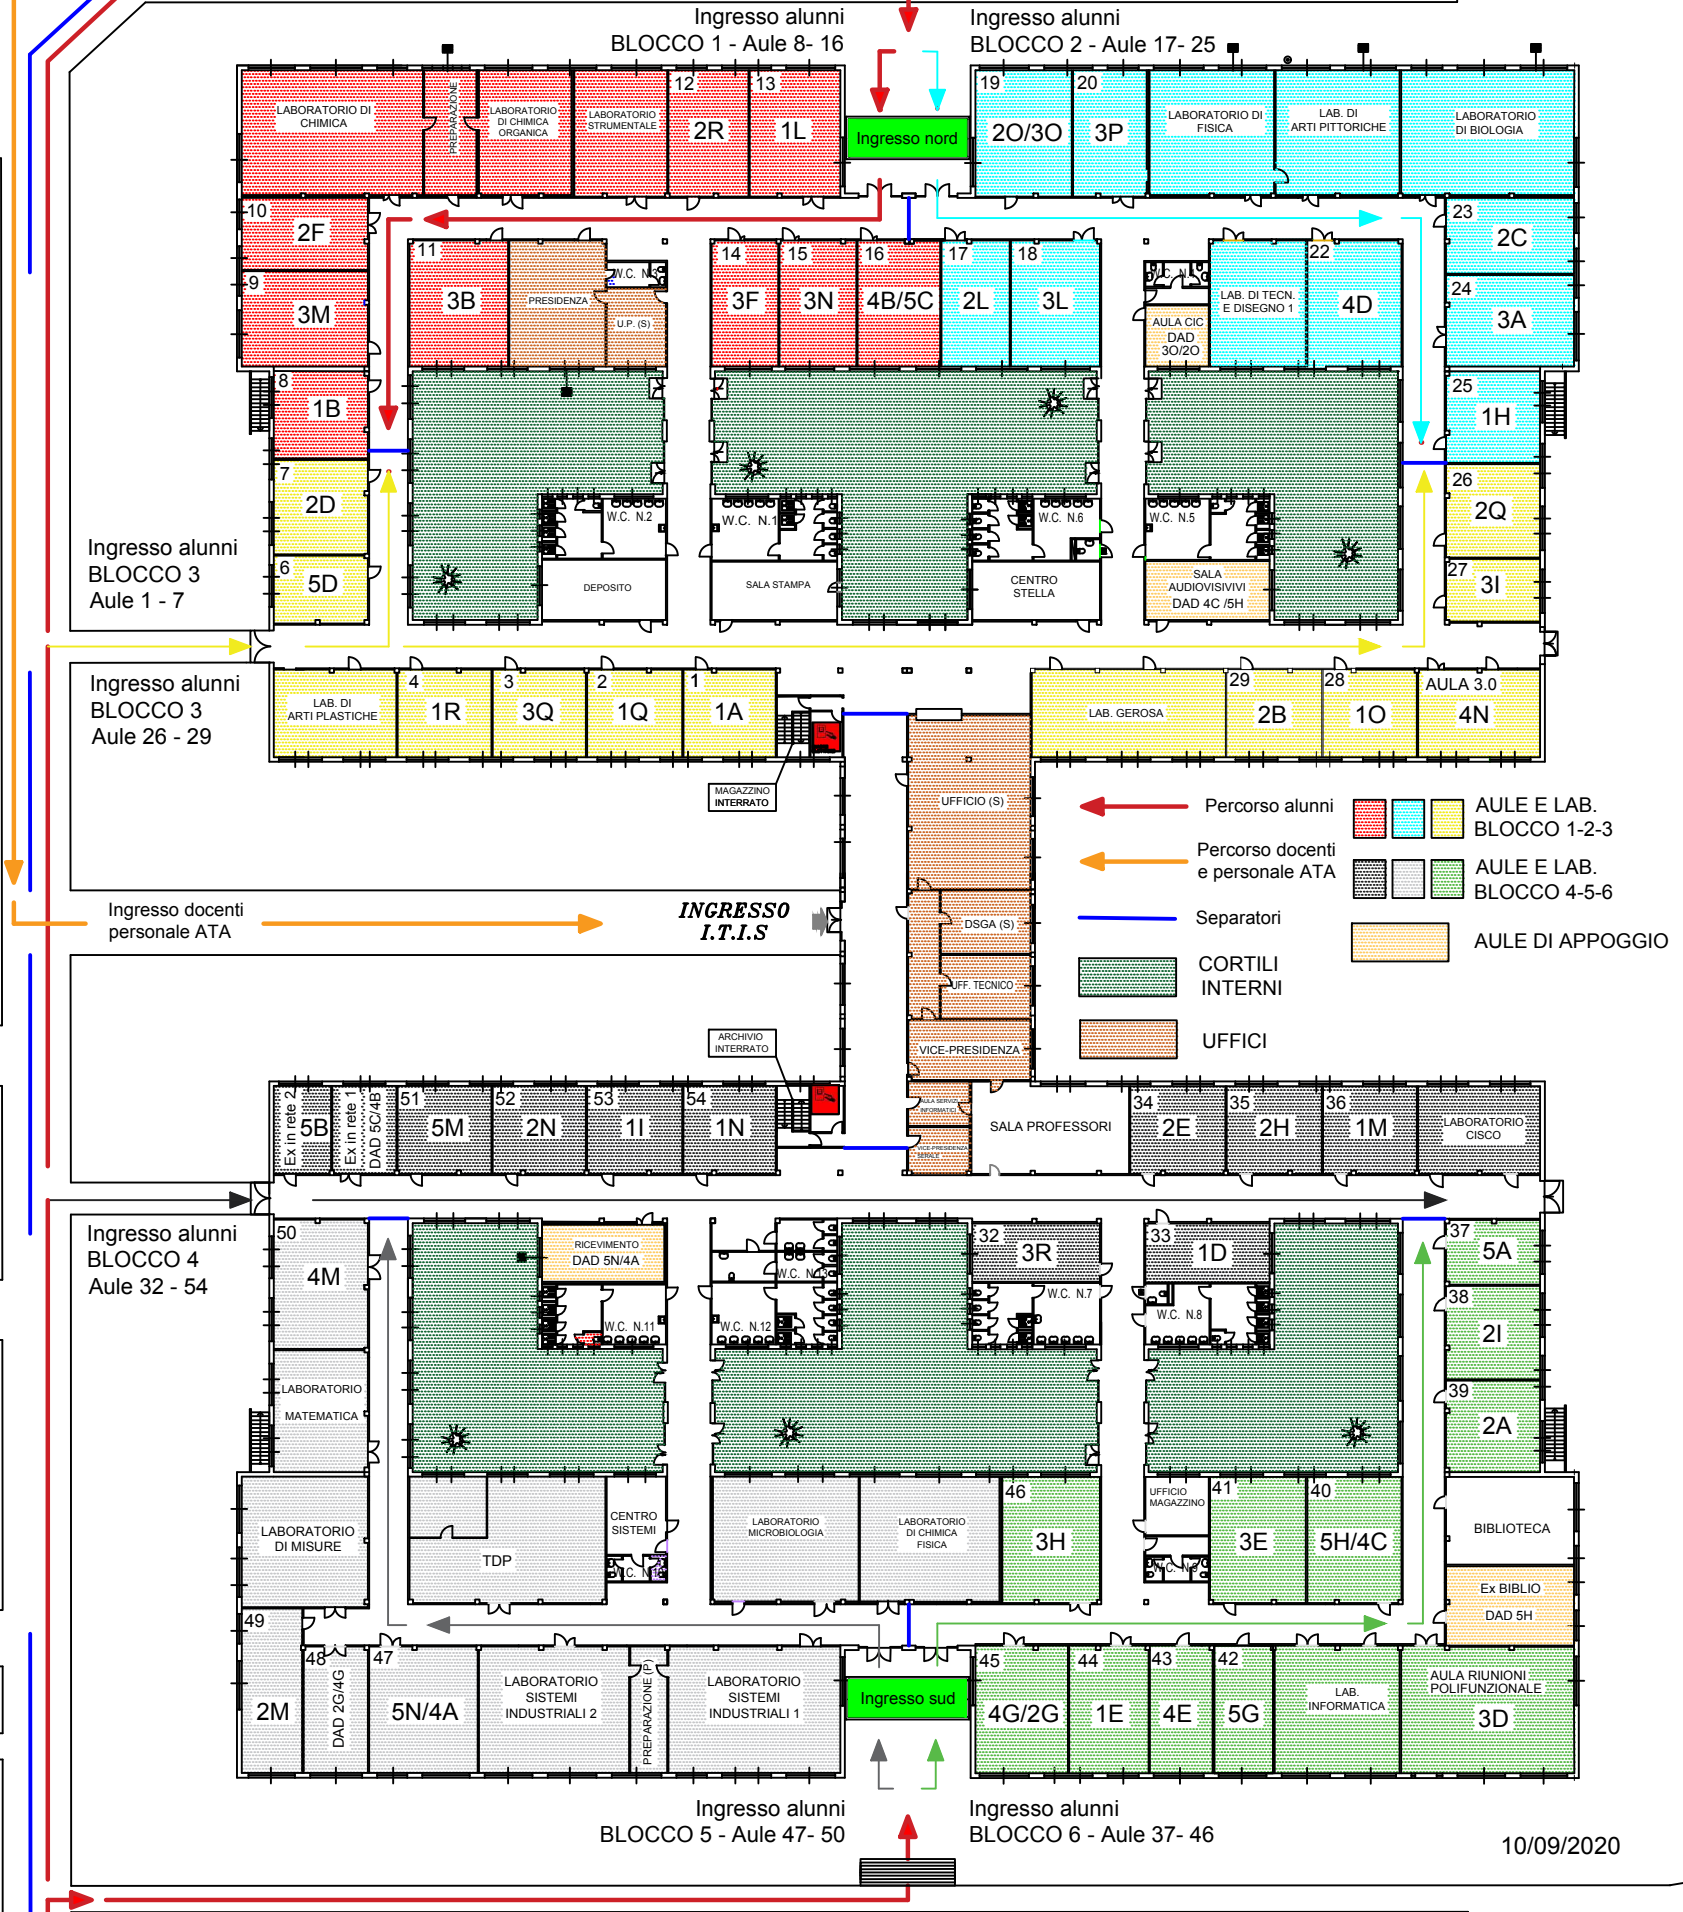 Ingresso alunni
BLOCCO 1 - Aule 8- 16
Ingresso alunni
BLOCCO 2 - Aule 17- 25
LABORATORIO DI
CHIMICA
PREPARAZIONE
LABORATORIO
DI CHIMICA
ORGANICA
LABORATORIO
STRUMENTALE
12
2R
13
1L
Ingresso nord
19
2O/3O
20
3P
LABORATORIO DI
FISICA
LAB. DI
ARTI PITTORICHE
LABORATORIO
DI BIOLOGIA
10
2F
9
3M
8
1B
11
3B
PRESIDENZA
W.C. N.3
U.P. (S)
14
3F
15
3N
16
4B/5C
17
2L
18
3L
W.C. N.4
AULA CIC
DAD
3O/2O
LAB. DI TECN.
E DISEGNO 1
22
4D
23
2C
24
3A
25
1H
7
2D
6
5D
W.C. N.2
DEPOSITO
W.C. N.1
SALA STAMPA
W.C. N.6
CENTRO
STELLA
W.C. N.5
SALA
AUDIOVISIVIVI
DAD 4C /5H
26
2Q
27
3I
Ingresso alunni
BLOCCO 3
Aule 1 - 7
Ingresso alunni
BLOCCO 3
Aule 26 - 29
LAB. DI
ARTI PLASTICHE
4
1R
3
3Q
2
1Q
1
1A
MAGAZZINO
INTERRATO
LAB. GEROSA
29
2B
28
1O
AULA 3.0
4N
UFFICIO (S)
DSGA (S)
UFF. TECNICO
VICE-PRESIDENZA
Percorso alunni
Percorso docenti
e personale ATA
Separatori
CORTILI
INTERNI
UFFICI
AULE E LAB.
BLOCCO 1-2-3
AULE E LAB.
BLOCCO 4-5-6
AULE DI APPOGGIO
Ingresso docenti
personale ATA
INGRESSO
I.T.I.S
ARCHIVIO
INTERRATO
Ex in rete 2
5B
Ex in rete 1
DAD 5C/4B
51
5M
52
2N
53
1I
54
1N
AULA SERVIZI
INFORMATICI
VICE-PRESIDENZA
SERALE
SALA PROFESSORI
34
2E
35
2H
36
1M
LABORATORIO
CISCO
Ingresso alunni
BLOCCO 4
Aule 32 - 54
50
4M
LABORATORIO
MATEMATICA
RICEVIMENTO
DAD 5N/4A
W.C. N.11
W.C. N.13
W.C. N.12
32
3R
W.C. N.7
33
1D
W.C. N.8
37
5A
38
2I
39
2A
LABORATORIO
DI MISURE
TDP
CENTRO
SISTEMI
LABORATORIO
MICROBIOLOGIA
LABORATORIO
DI CHIMICA
FISICA
46
3H
UFFICIO
MAGAZZINO
W.C. N.9
41
3E
40
5H/4C
BIBLIOTECA
Ex BIBLIO
DAD 5H
49
2M
48
DAD 2G/4G
47
5N/4A
LABORATORIO
SISTEMI
INDUSTRIALI 2
PREPARAZIONE (P)
LABORATORIO
SISTEMI
INDUSTRIALI 1
Ingresso sud
45
4G/2G
44
1E
43
4E
42
5G
LAB.
INFORMATICA
AULA RIUNIONI
POLIFUNZIONALE
3D
Ingresso alunni
BLOCCO 5 - Aule 47- 50
Ingresso alunni
BLOCCO 6 - Aule 37- 46
10/09/2020